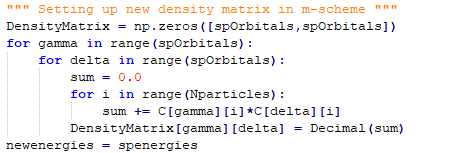 """ Setting up new density matrix in m-scheme """
DensityMatrix = np.zeros([spOrbitals,spOrbitals])
for gamma in range(spOrbitals):
    for delta in range(spOrbitals):
        sum = 0.0
        for i in range(Nparticles):
            sum += C[gamma][i]*C[delta][i]
        DensityMatrix[gamma][delta] = Decimal(sum)
newenergies = spenergies